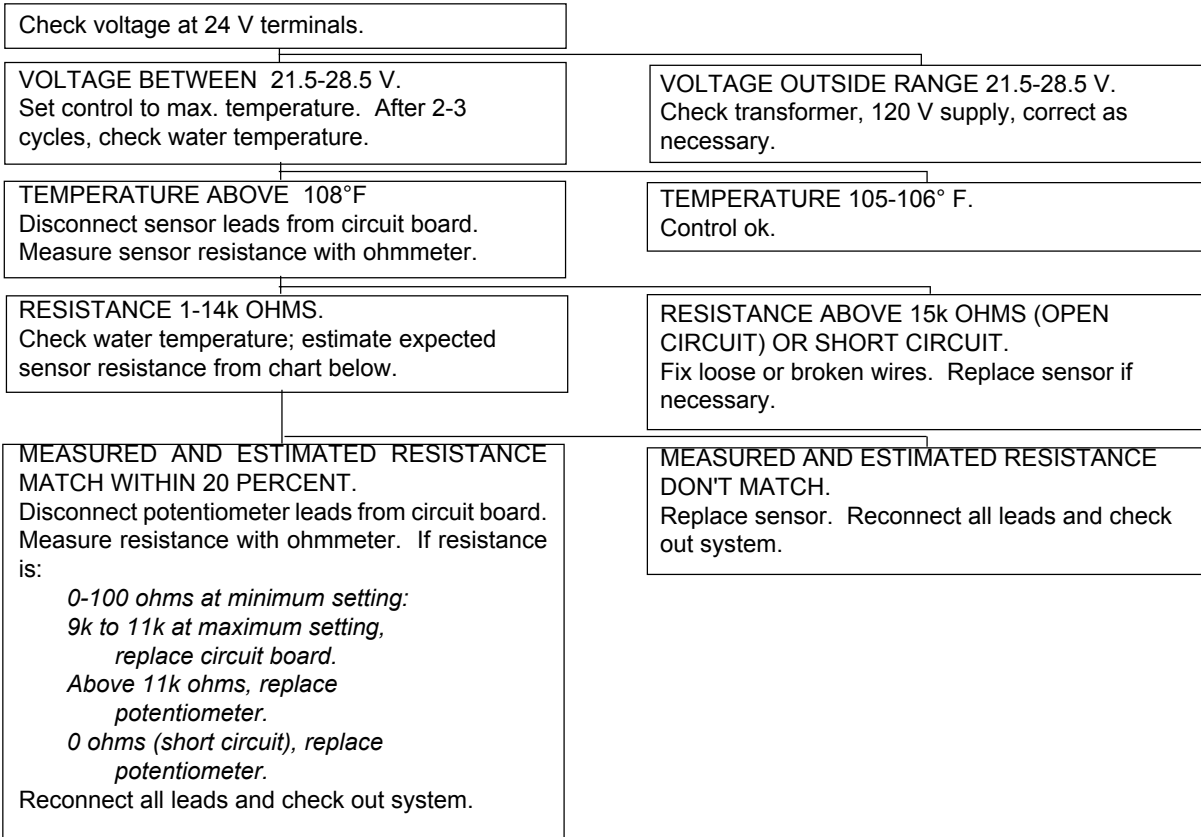 Check voltage at 24 V terminals.
VOLTAGE BETWEEN 21.5-28.5 V.
Set control to max. temperature. After 2-3
cycles, check water temperature.
VOLTAGE OUTSIDE RANGE 21.5-28.5 V.
Check transformer, 120 V supply, correct as
necessary.
TEMPERATURE ABOVE 108°F
Disconnect sensor leads from circuit board.
Measure sensor resistance with ohmmeter.
TEMPERATURE 105-106° F.
Control ok.
RESISTANCE 1-14k OHMS.
Check water temperature; estimate expected
sensor resistance from chart below.
RESISTANCE ABOVE 15k OHMS (OPEN
CIRCUIT) OR SHORT CIRCUIT.
Fix loose or broken wires. Replace sensor if
necessary.
MEASURED AND ESTIMATED RESISTANCE
MATCH WITHIN 20 PERCENT.
Disconnect potentiometer leads from circuit board.
Measure resistance with ohmmeter. If resistance
is:
0-100 ohms at minimum setting:
9k to 11k at maximum setting,
replace circuit board.
Above 11k ohms, replace
potentiometer.
0 ohms (short circuit), replace
potentiometer.
Reconnect all leads and check out system.
MEASURED AND ESTIMATED RESISTANCE
DON'T MATCH.
Replace sensor. Reconnect all leads and check
out system.